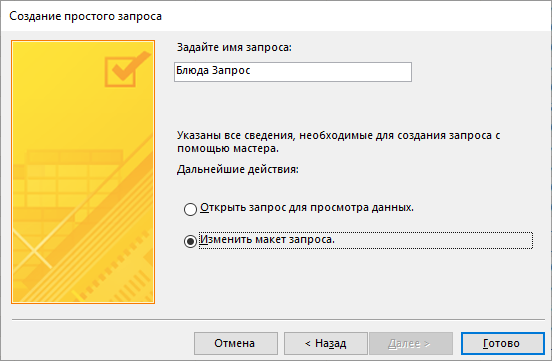 Создание простого запроса
Задайте имя запроса:
Блюда Запрос
Указаны все сведения, необходимые для создания запроса с
помощью мастера.
Дальнейшие действия:
Открыть запрос для просмотра данных.
Изменить макет запроса.
Отмена
< Назад
Далее >
Готово